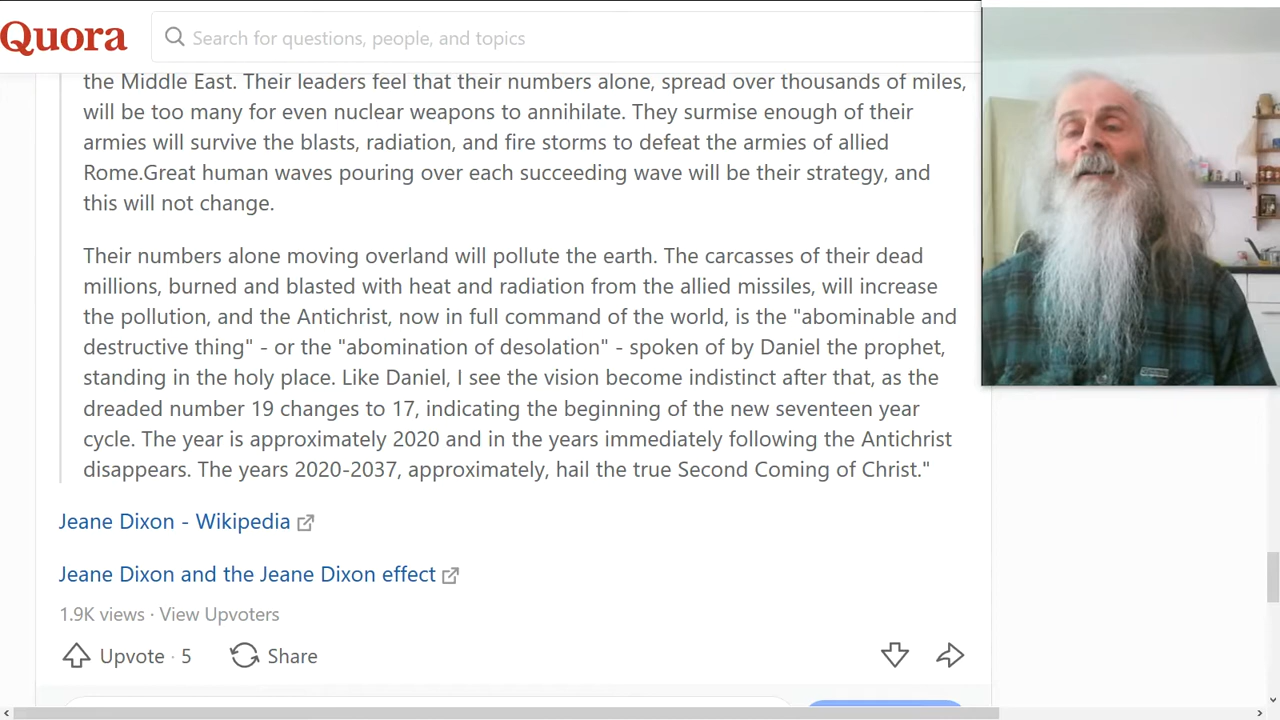 Quora
Search for questions, people, and topics
the Middle East. Their leaders feel that their numbers alone, spread over thousands of miles,
will be too many for even nuclear weapons to annihilate. They surmise enough of their
armies will survive the blasts, radiation, and fire storms to defeat the armies of allied
Rome.Great human waves pouring over each succeeding wave will be their strategy, and
this will not change.
Their numbers alone moving overland will pollute the earth. The carcasses of their dead
millions, burned and blasted with heat and radiation from the allied missiles, will increase
the pollution, and the Antichrist, now in full command of the world, is the "abominable and
destructive thing" - or the "abomination of desolation" - spoken of by Daniel the prophet,
standing in the holy place. Like Daniel, I see the vision become indistinct after that, as the
dreaded number 19 changes to 17, indicating the beginning of the new seventeen year
cycle. The year is approximately 2020 and in the years immediately following the Antichrist
disappears. The years 2020-2037, approximately, hail the true Second Coming of Christ."
Jeane Dixon - Wikipedia
Jeane Dixon and the Jeane Dixon effect
1.9K views · View Upvoters
Upvote · 5 Share